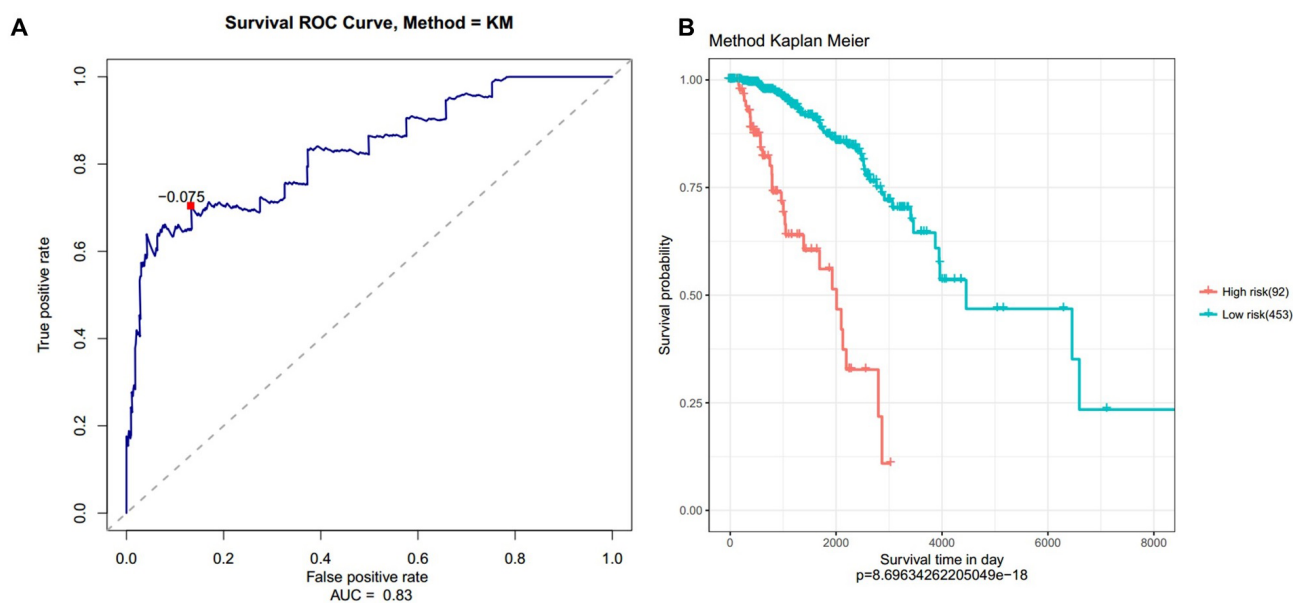 A
Survival ROC Curve, Method = KM
True positive rate
1.0
0.8
0.6
0.4
0.2
0.0
−0.075
0.0 0.2 0.4 0.6 0.8 1.0
False positive rate
AUC = 0.83
B
Method Kaplan Meier
Survival probability
1.00
0.75
0.50
0.25
0.00
0 2000 4000 6000 8000
Survival time in day
p=8.69634262205049e−18
High risk(92)
Low risk(453)